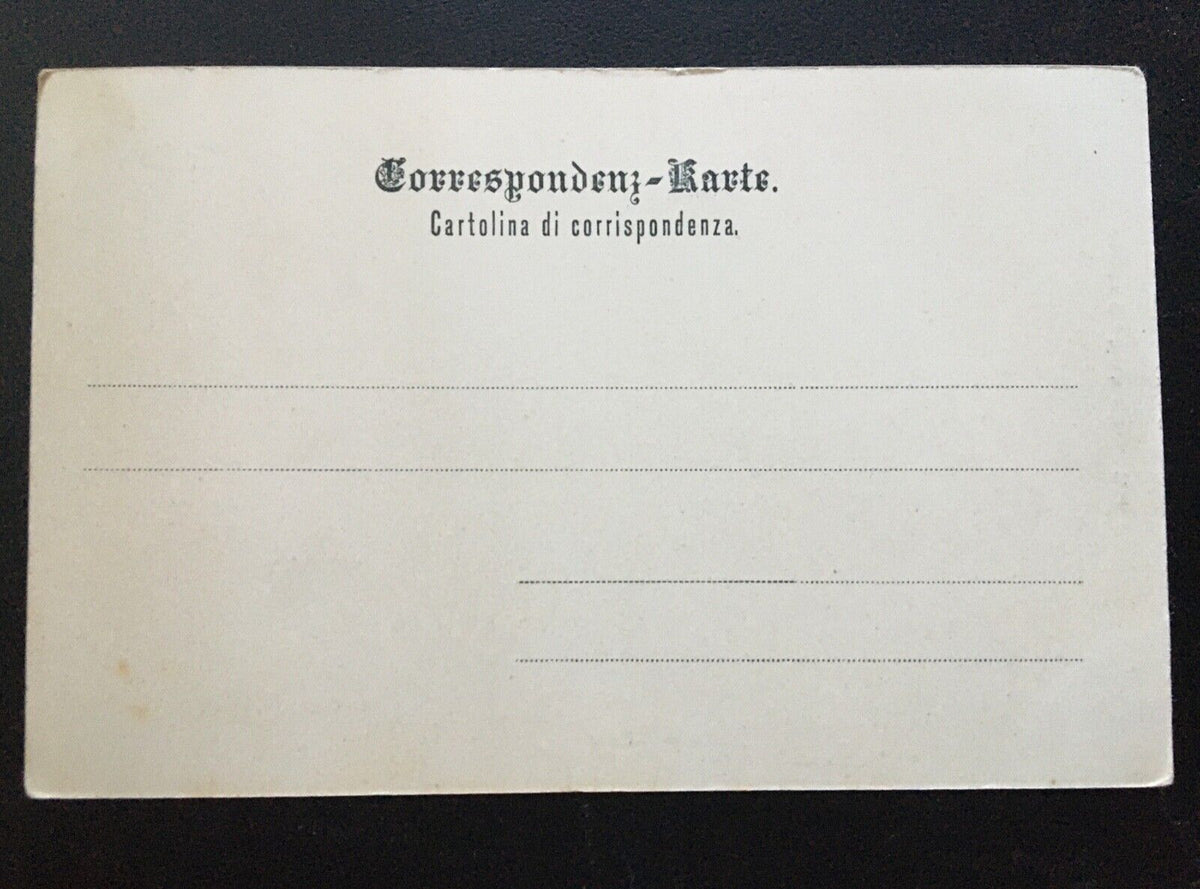 Correspondenz-Karte.
Cartolina di corrispondenza.